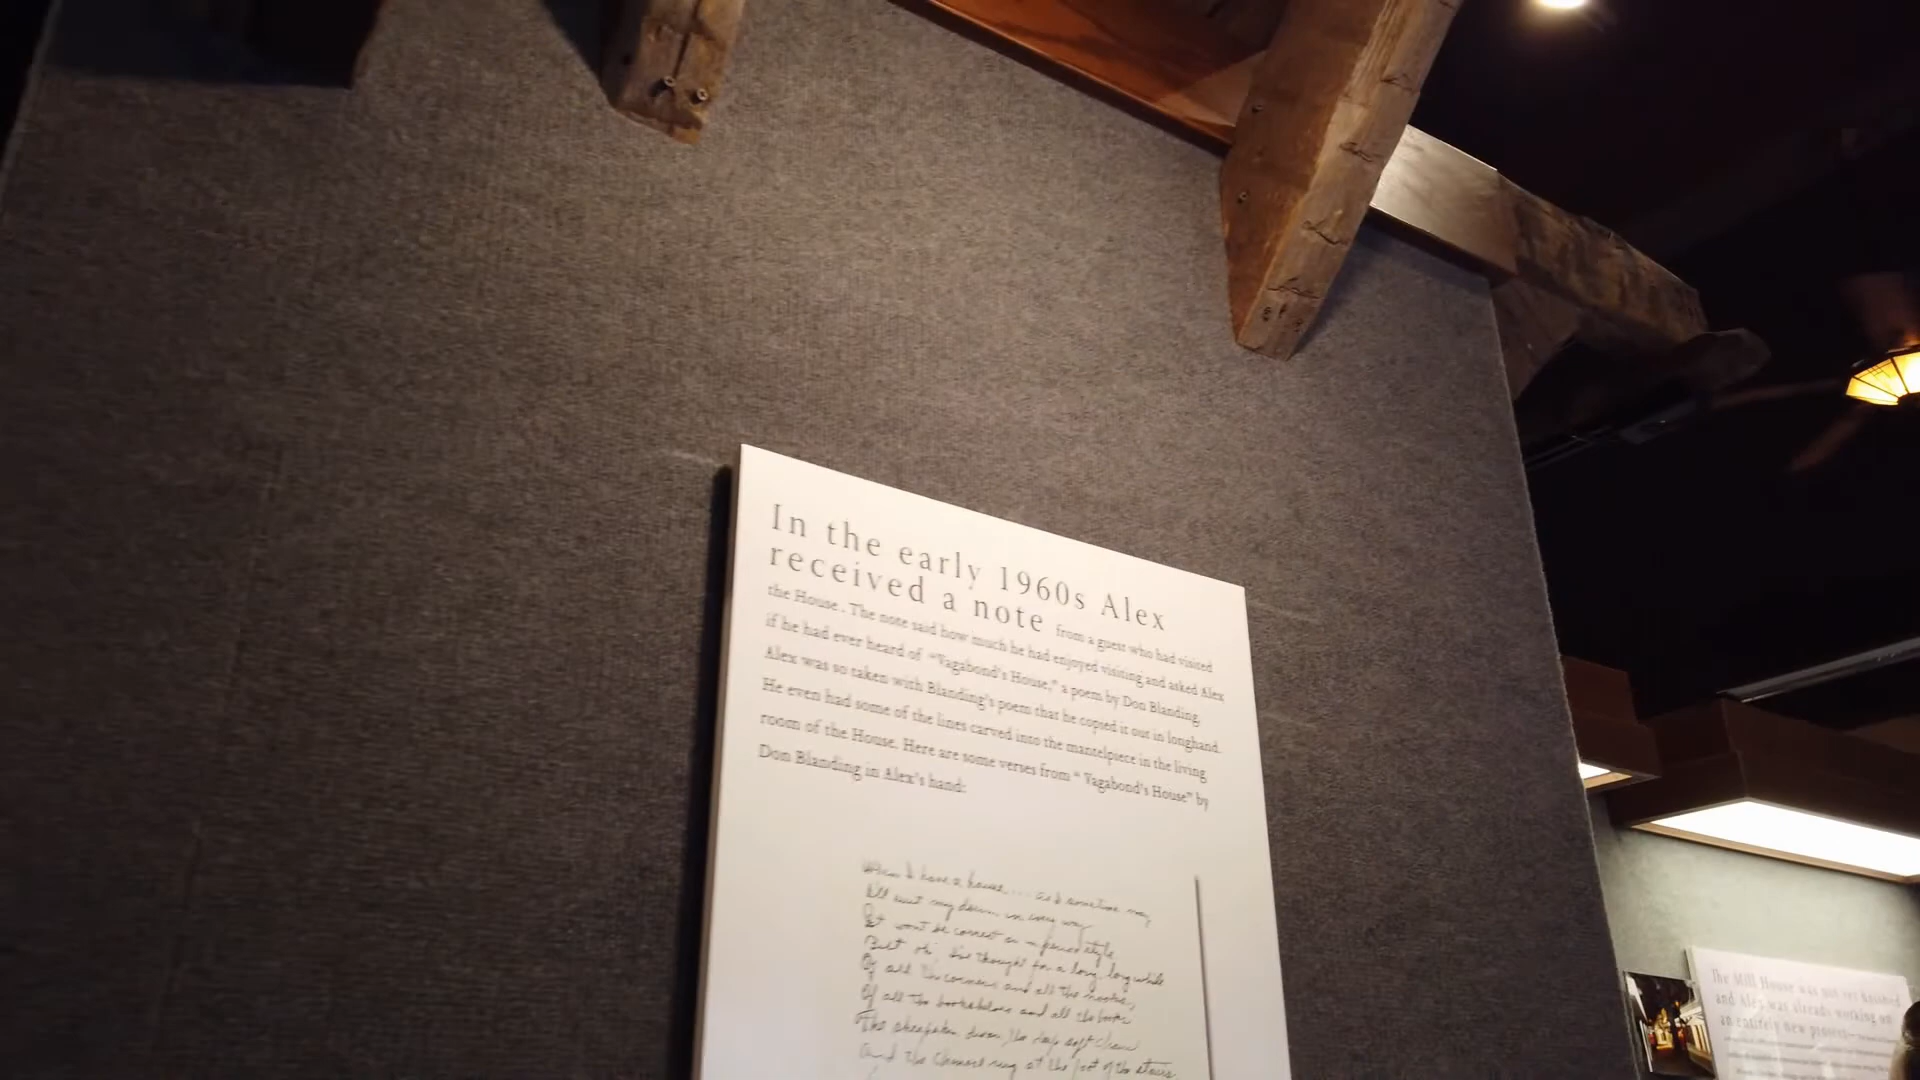 In the early 1960s Alex
received a note from a guest who had visited
the House. The note said how much he had enjoyed visiting and asked Alex
if he had ever heard of "Vagabond's House," a poem by Don Blanding.
Alex was so taken with Blanding's poem that he copied it out in longhand.
He even had some of the lines carved into the mantelpiece in the living
room of the House. Here are some verses from " Vagabond's House" by
Don Blanding in Alex's hand:
When I have a house .... as I sometime may,
I'll suit my dream in every way.
It won't be correct or in period style,
But oh, I've thought for a long, long while
Of all the corners and all the nooks,
Of all the bookshelves and all the books
The deep soft chair
And the Chinese rug at the foot of the stairs
The Mill House was not yet finished
and Alex was already working on
an entirely new project